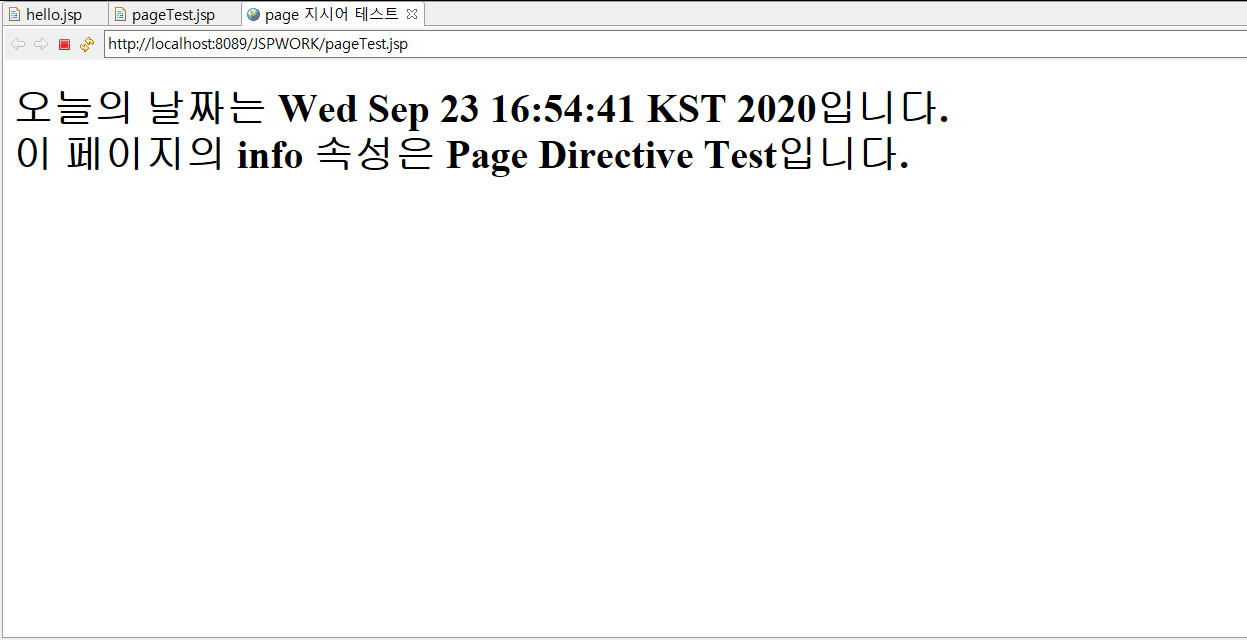 hello.jsp pageTest.jsp page 지시어 테스트
http://localhost:8089/JSPWORK/pageTest.jsp
오늘의 날짜는 Wed Sep 23 16:54:41 KST 2020입니다.
이 페이지의 info 속성은 Page Directive Test입니다.